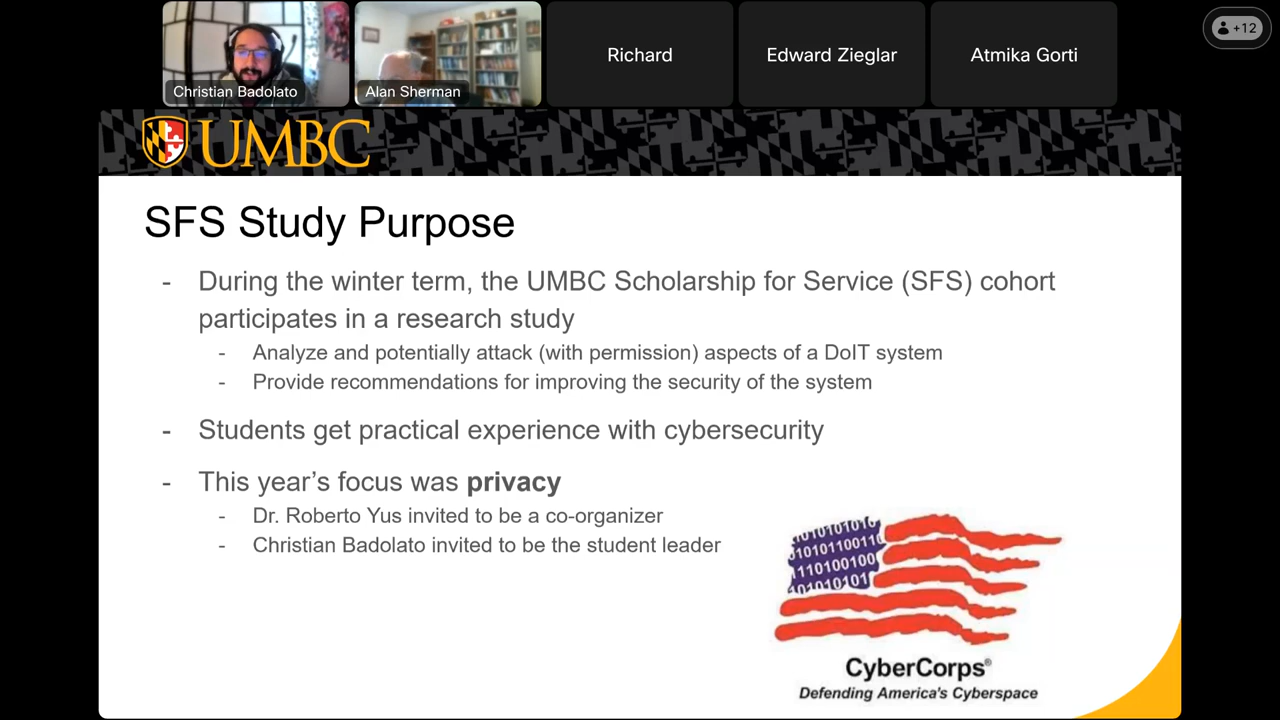 Christian Badolato
Alan Sherman
Richard
Edward Zieglar
Atmika Gorti
+12
UMBC
SFS Study Purpose
- During the winter term, the UMBC Scholarship for Service (SFS) cohort
participates in a research study
- Analyze and potentially attack (with permission) aspects of a DoIT system
- Provide recommendations for improving the security of the system
- Students get practical experience with cybersecurity
- This year’s focus was privacy
- Dr. Roberto Yus invited to be a co-organizer
- Christian Badolato invited to be the student leader
CyberCorps®
Defending America's Cyberspace